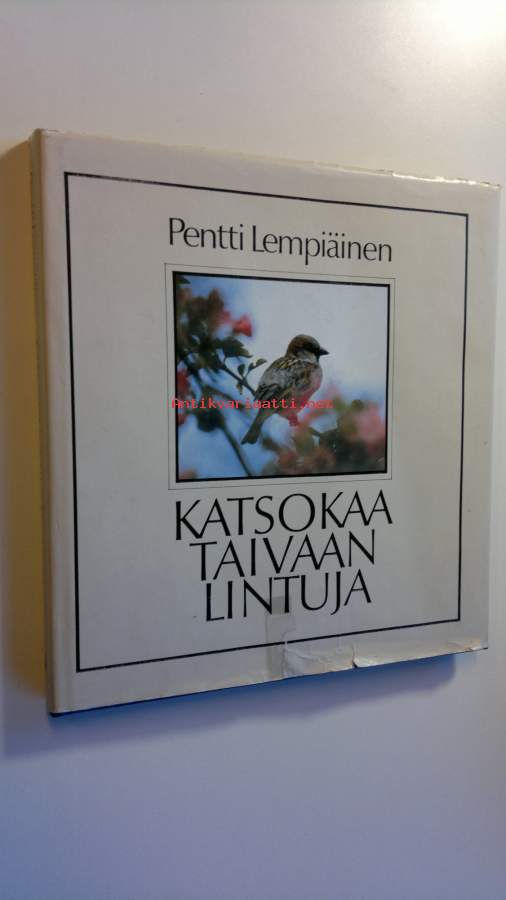 Pentti Lempiäinen
Antikvariaatti.net
KATSOKAA
TAIVAAN
LINTUJA